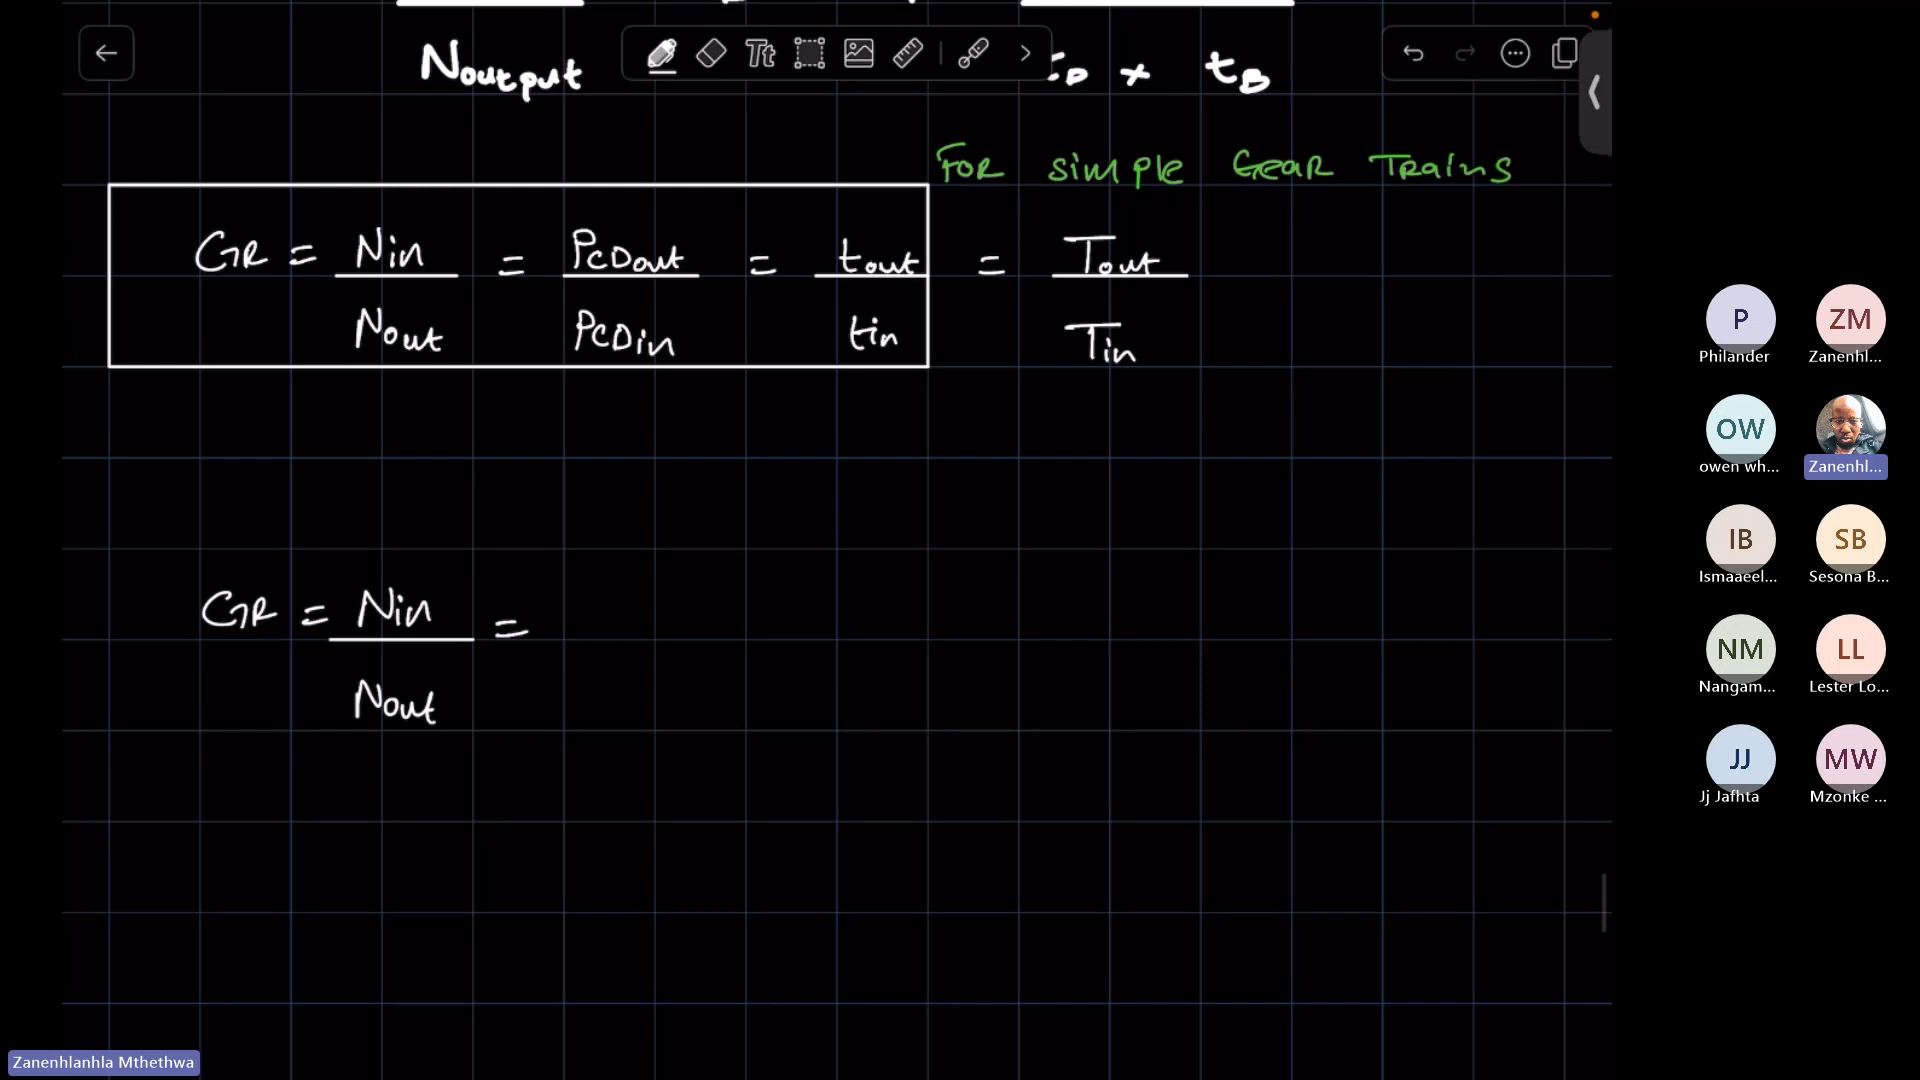 Noutput
Tt
x tB
For simple Gear Trains
GR = Nin = PCDout = tout = Tout
Nout PCDin tin Tin
GR = Nin =
Nout
P
Philander
ZM
Zanenhl...
OW
owen wh...
Zanenhl...
IB
Ismaaeel...
SB
Sesona B...
NM
Nangam...
LL
Lester Lo...
JJ
Jj Jafhta
MW
Mzonke ...
Zanenhlanhla Mthethwa